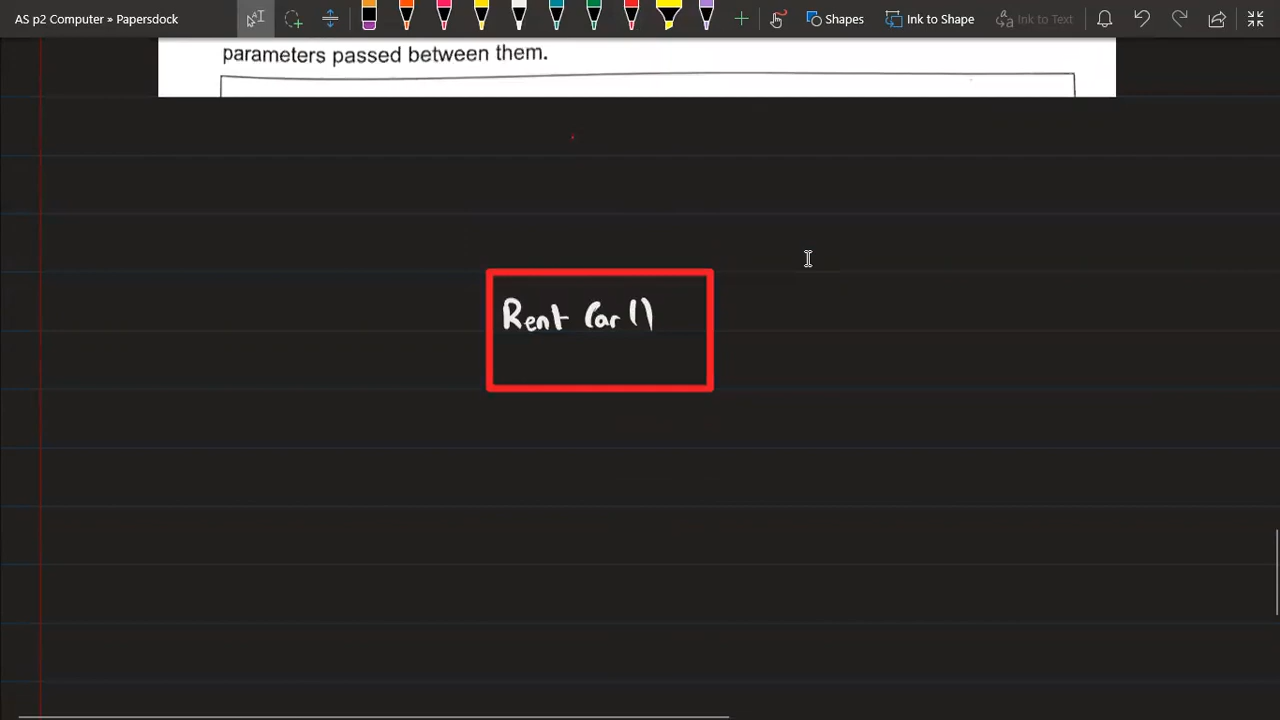 AS p2 Computer » Papersdock
Shapes
Ink to Shape
Ink to Text
parameters passed between them.
Rent Car ()